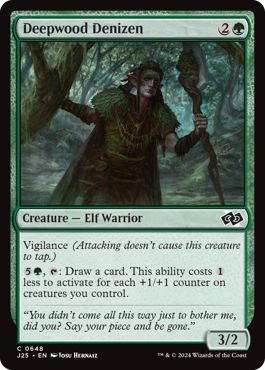 Deepwood Denizen 2
Creature — Elf Warrior
Vigilance (Attacking doesn't cause this creature
to tap.)
5, : Draw a card. This ability costs 1
less to activate for each +1/+1 counter on
creatures you control.
"You didn't come all this way just to bother me,
did you? Say your piece and be gone."
3/2
C 0648
J25 • EN Josu Hernaiz
™ & © 2024 Wizards of the Coast